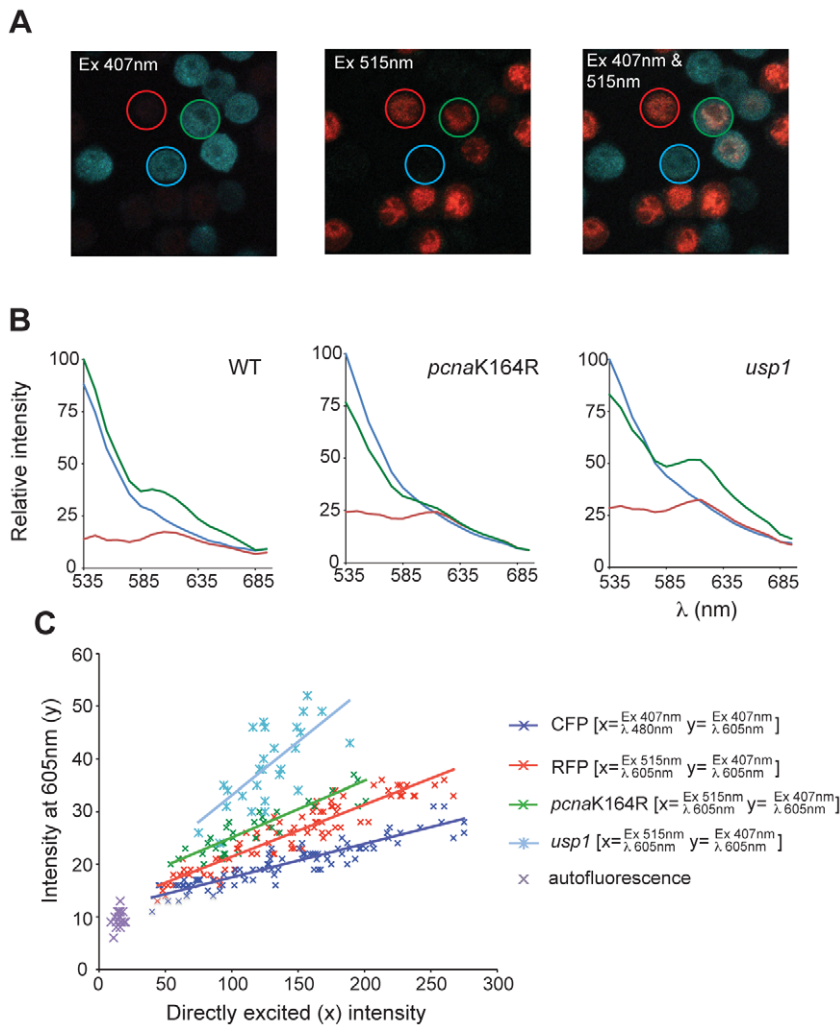 A
Ex 407nm
Ex 515nm
Ex 407nm &
515nm
B
Relative intensity
100
75
50
25
0
535
585
635
685
WT
100
75
50
25
0
535
585
635
685
pcnaK164R
100
75
50
25
0
535
585
635
685
usp1
λ (nm)
C
Intensity at 605nm (y)
60
50
40
30
20
10
0
0
50
100
150
200
250
300
Directly excited (x) intensity
CFP [x= Ex 407nm λ 480nm y= Ex 407nm λ 605nm ]
RFP [x= Ex 515nm λ 605nm y= Ex 407nm λ 605nm ]
pcnaK164R [x= Ex 515nm λ 605nm y= Ex 407nm λ 605nm ]
usp1 [x= Ex 515nm λ 605nm y= Ex 407nm λ 605nm ]
autofluorescence